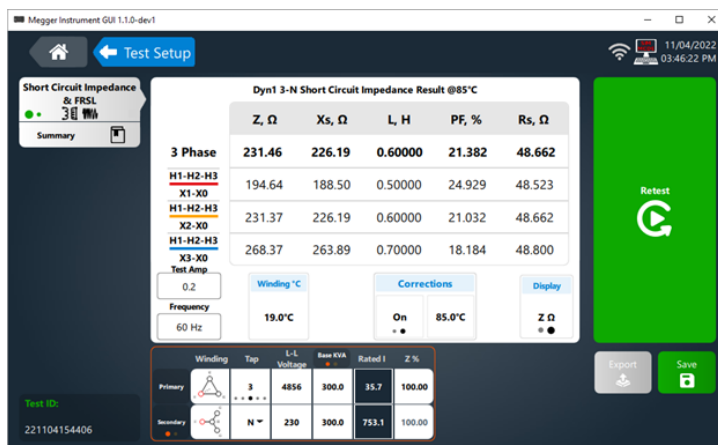 Megger Instrument GUI 1.1.0-dev1
Test Setup
11/04/2022
03:46:22 PM
Short Circuit Impedance
& FRSL
Summary
Dyn1 3-N Short Circuit Impedance Result @85°C
Z, Ω Xs, Ω L, H PF, % Rs, Ω
3 Phase 231.46 226.19 0.60000 21.382 48.662
H1-H2-H3
X1-X0
194.64 188.50 0.50000 24.929 48.523
H1-H2-H3
X2-X0
231.37 226.19 0.60000 21.032 48.662
H1-H2-H3
X3-X0
268.37 263.89 0.70000 18.184 48.800
Test Amp
0.2
Frequency
60 Hz
Winding °C
19.0°C
Corrections
On 85.0°C
Display
Z Ω
Retest
Winding Tap L-L Voltage Base KVA Rated I Z %
Primary 3 4856 300.0 35.7 100.00
Secondary N 230 300.0 753.1 100.00
Export
Save
Test ID:
221104154406